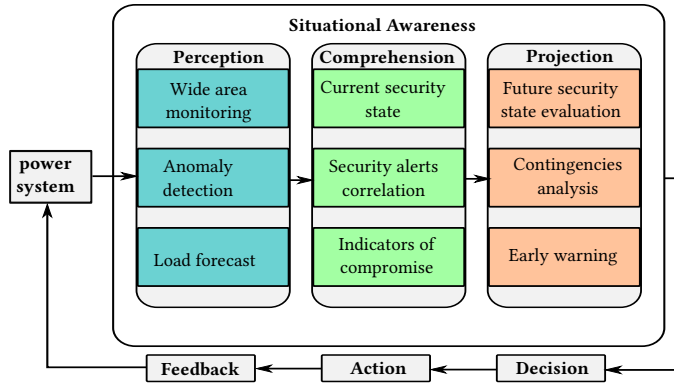 Situational Awareness
Perception
Wide area
monitoring
Anomaly
detection
Load forecast
Comprehension
Current security
state
Security alerts
correlation
Indicators of
compromise
Projection
Future security
state evaluation
Contingencies
analysis
Early warning
power
system
Feedback
Action
Decision